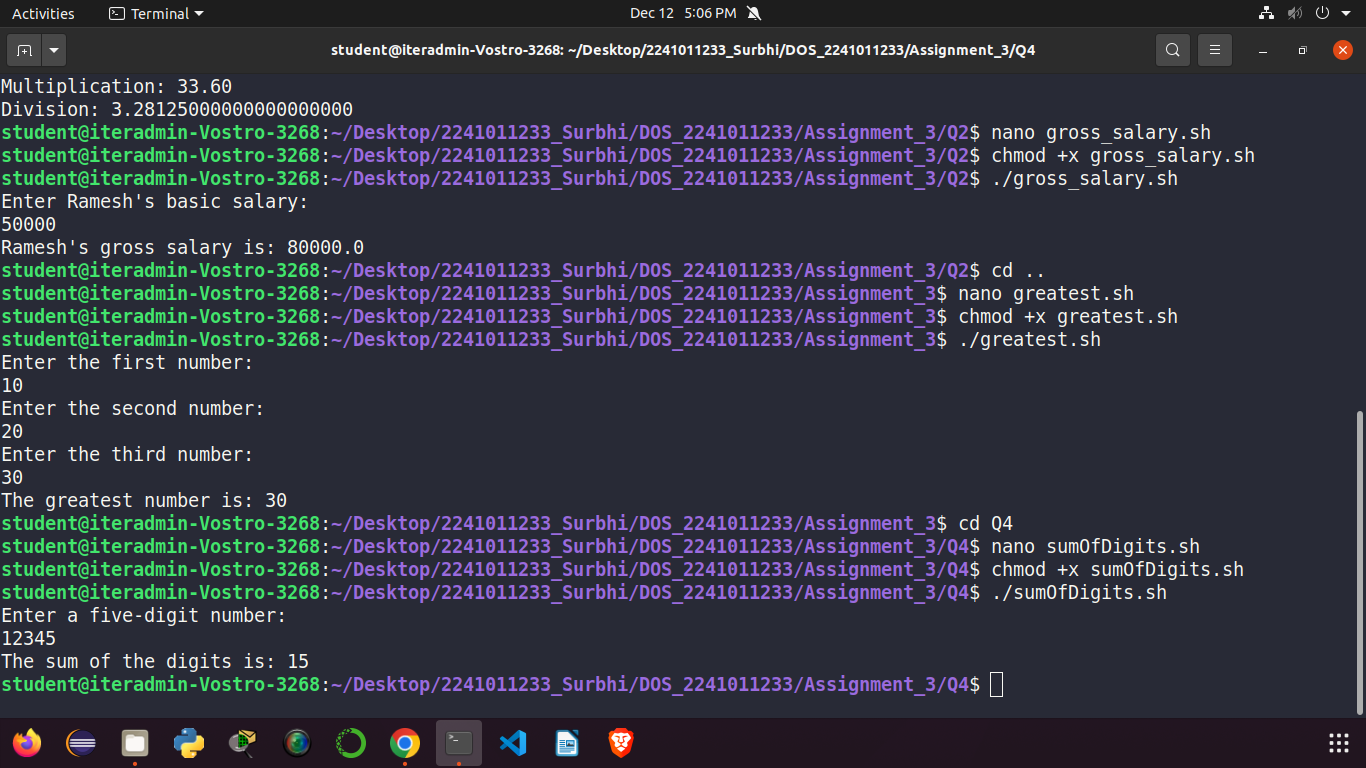 Activities Terminal Dec 12 5:06 PM
student@iteradmin-Vostro-3268: ~/Desktop/2241011233_Surbhi/DOS_2241011233/Assignment_3/Q4
Multiplication: 33.60
Division: 3.28125000000000000000
student@iteradmin-Vostro-3268:~/Desktop/2241011233_Surbhi/DOS_2241011233/Assignment_3/Q2$ nano gross_salary.sh
student@iteradmin-Vostro-3268:~/Desktop/2241011233_Surbhi/DOS_2241011233/Assignment_3/Q2$ chmod +x gross_salary.sh
student@iteradmin-Vostro-3268:~/Desktop/2241011233_Surbhi/DOS_2241011233/Assignment_3/Q2$ ./gross_salary.sh
Enter Ramesh's basic salary:
50000
Ramesh's gross salary is: 80000.0
student@iteradmin-Vostro-3268:~/Desktop/2241011233_Surbhi/DOS_2241011233/Assignment_3/Q2$ cd ..
student@iteradmin-Vostro-3268:~/Desktop/2241011233_Surbhi/DOS_2241011233/Assignment_3$ nano greatest.sh
student@iteradmin-Vostro-3268:~/Desktop/2241011233_Surbhi/DOS_2241011233/Assignment_3$ chmod +x greatest.sh
student@iteradmin-Vostro-3268:~/Desktop/2241011233_Surbhi/DOS_2241011233/Assignment_3$ ./greatest.sh
Enter the first number:
10
Enter the second number:
20
Enter the third number:
30
The greatest number is: 30
student@iteradmin-Vostro-3268:~/Desktop/2241011233_Surbhi/DOS_2241011233/Assignment_3$ cd Q4
student@iteradmin-Vostro-3268:~/Desktop/2241011233_Surbhi/DOS_2241011233/Assignment_3/Q4$ nano sumOfDigits.sh
student@iteradmin-Vostro-3268:~/Desktop/2241011233_Surbhi/DOS_2241011233/Assignment_3/Q4$ chmod +x sumOfDigits.sh
student@iteradmin-Vostro-3268:~/Desktop/2241011233_Surbhi/DOS_2241011233/Assignment_3/Q4$ ./sumOfDigits.sh
Enter a five-digit number:
12345
The sum of the digits is: 15
student@iteradmin-Vostro-3268:~/Desktop/2241011233_Surbhi/DOS_2241011233/Assignment_3/Q4$